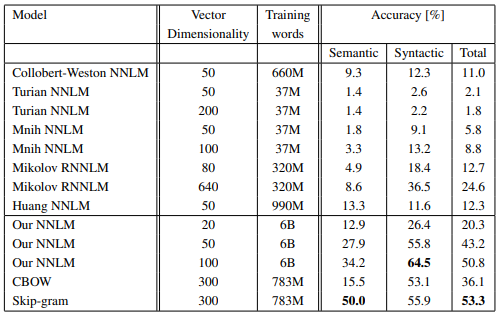 Model Vector Training Accuracy [%]
Dimensionality words
Semantic Syntactic Total
Collobert-Weston NNLM 50 660M 9.3 12.3 11.0
Turian NNLM 50 37M 1.4 2.6 2.1
Turian NNLM 200 37M 1.4 2.2 1.8
Mnih NNLM 50 37M 1.8 9.1 5.8
Mnih NNLM 100 37M 3.3 13.2 8.8
Mikolov RNNLM 80 320M 4.9 18.4 12.7
Mikolov RNNLM 640 320M 8.6 36.5 24.6
Huang NNLM 50 990M 13.3 11.6 12.3
Our NNLM 20 6B 12.9 26.4 20.3
Our NNLM 50 6B 27.9 55.8 43.2
Our NNLM 100 6B 34.2 64.5 50.8
CBOW 300 783M 15.5 53.1 36.1
Skip-gram 300 783M 50.0 55.9 53.3